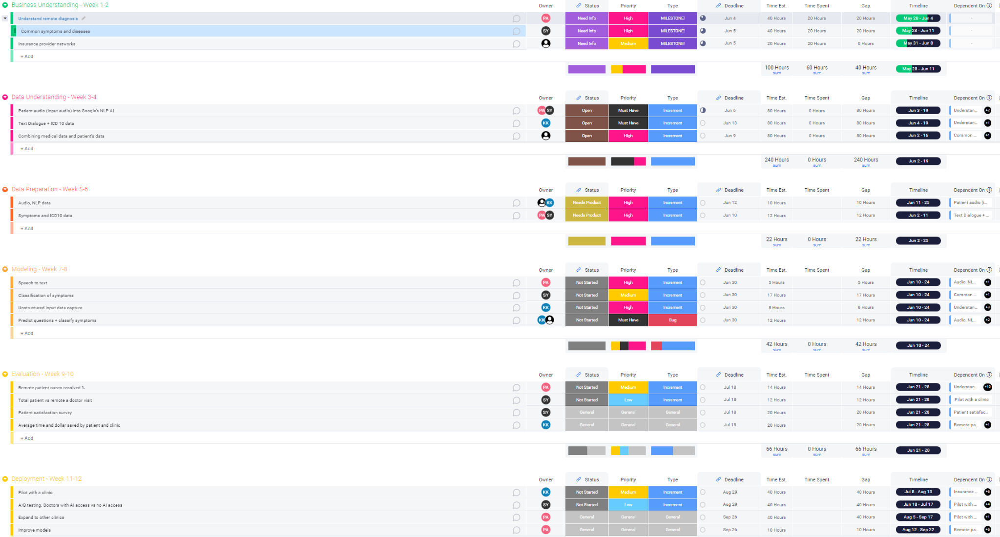 Business Understanding - Week 1-2 Owner Status Priority Type Deadline Time Est. Time Spent Gap Timeline Dependent On
Understand remote diagnosis PA Need Info High MILESTONE! Jun 4 40 Hours 20 Hours 20 Hours May 28 - Jun 4 -
Common symptoms and diseases SY Need Info High MILESTONE! Jun 5 40 Hours 20 Hours 20 Hours May 28 - Jun 11 -
Insurance provider networks Need Info Medium MILESTONE! Jun 5 20 Hours 20 Hours 0 Hours May 31 - Jun 8 -
+ Add
100 Hours 60 Hours 40 Hours May 28 - Jun 11
sum sum sum
Data Understanding - Week 3-4 Owner Status Priority Type Deadline Time Est. Time Spent Gap Timeline Dependent On
Patient audio (input audio) into Google's NLP AI PA SY Open Must Have Increment Jun 6 80 Hours 0 Hours 80 Hours Jun 3 - 19 Understan... +2
Text Dialogue + ICD 10 data KK Open Must Have Increment Jun 13 80 Hours 0 Hours 80 Hours Jun 4 - 19 Understan... +1
Combining medical data and patient's data Open High Increment Jun 9 80 Hours 0 Hours 80 Hours Jun 2 - 16 Common ... +1
+ Add
240 Hours 0 Hours 240 Hours Jun 2 - 19
sum sum sum
Data Preparation - Week 5-6 Owner Status Priority Type Deadline Time Est. Time Spent Gap Timeline Dependent On
Audio, NLP data KK Needs Product High Increment Jun 12 10 Hours 10 Hours Jun 11 - 25 Patient audio (i...
Symptoms and ICD10 data PA SY Needs Product High Increment Jun 10 12 Hours 12 Hours Jun 2 - 11 Text Dialogue + ...
+ Add
22 Hours 0 Hours 22 Hours Jun 2 - 25
sum sum sum
Modeling - Week 7-8 Owner Status Priority Type Deadline Time Est. Time Spent Gap Timeline Dependent On
Speech to text PA Not Started High Increment Jun 30 5 Hours 5 Hours Jun 10 - 24 Audio, NL... +1
Classification of symptoms SY Not Started Medium Increment Jun 30 17 Hours 17 Hours Jun 10 - 24 Common ... +1
Unstructured input data capture KK Not Started High Increment Jun 30 8 Hours 8 Hours Jun 10 - 24 Understan... +3
Predict questions + classify symptoms KK Not Started Must Have Bug Jun 30 12 Hours 12 Hours Jun 10 - 24 Audio, NL... +2
+ Add
42 Hours 0 Hours 42 Hours Jun 10 - 24
sum sum sum
Evaluation - Week 9-10 Owner Status Priority Type Deadline Time Est. Time Spent Gap Timeline Dependent On
Remote patient cases resolved % PA Not Started Medium Increment Jul 18 14 Hours 14 Hours Jun 21 - 28 Understan... +10
Total patient vs remote a doctor visit SY Not Started Low Increment Jul 18 12 Hours 12 Hours Jun 21 - 28 Pilot with a clinic
Patient satisfaction survey SY General General General Jul 18 20 Hours 20 Hours Jun 21 - 28 Patient satisfac...
Average time and dollar saved by patient and clinic KK General General General Jul 18 20 Hours 20 Hours Jun 21 - 28 Remote pa... +1
+ Add
66 Hours 0 Hours 66 Hours Jun 21 - 28
sum sum sum
Deployment - Week 11-12 Owner Status Priority Type Deadline Time Est. Time Spent Gap Timeline Dependent On
Pilot with a clinic KK Not Started Medium Increment Aug 29 40 Hours 40 Hours Jul 8 - Aug 13 Insurance ... +6
A/B testing. Doctors with AI access vs no AI access SY Not Started Low Increment Aug 29 40 Hours 40 Hours Jun 18 - Jul 17 Pilot with ... +4
Expand to other clinics PA General General General Sep 26 40 Hours 40 Hours Aug 5 - Sep 17 Pilot with ... +1
Improve models PA General General General Sep 26 10 Hours 10 Hours Aug 12 - Sep 22 Remote pa... +3